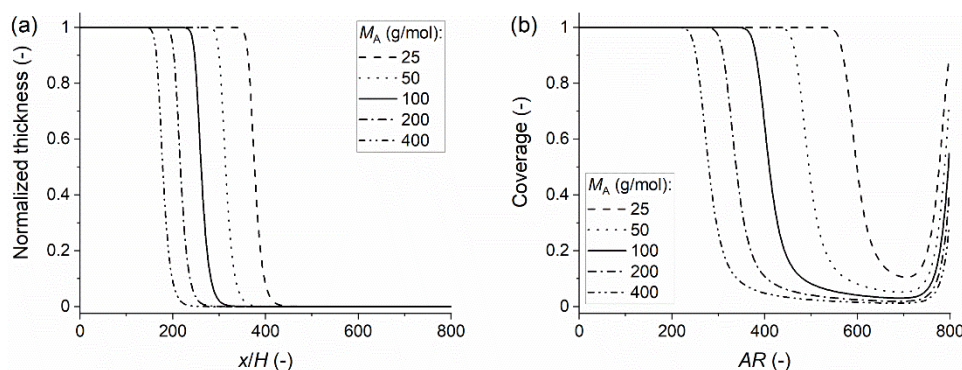 (a)
Normalized thickness (-)
1
0.8
0.6
0.4
0.2
0
0 200 400 600 800
x/H (-)
M_A (g/mol):
25
50
100
200
400
(b)
Coverage (-)
1
0.8
0.6
0.4
0.2
0
0 200 400 600 800
AR (-)
M_A (g/mol):
25
50
100
200
400